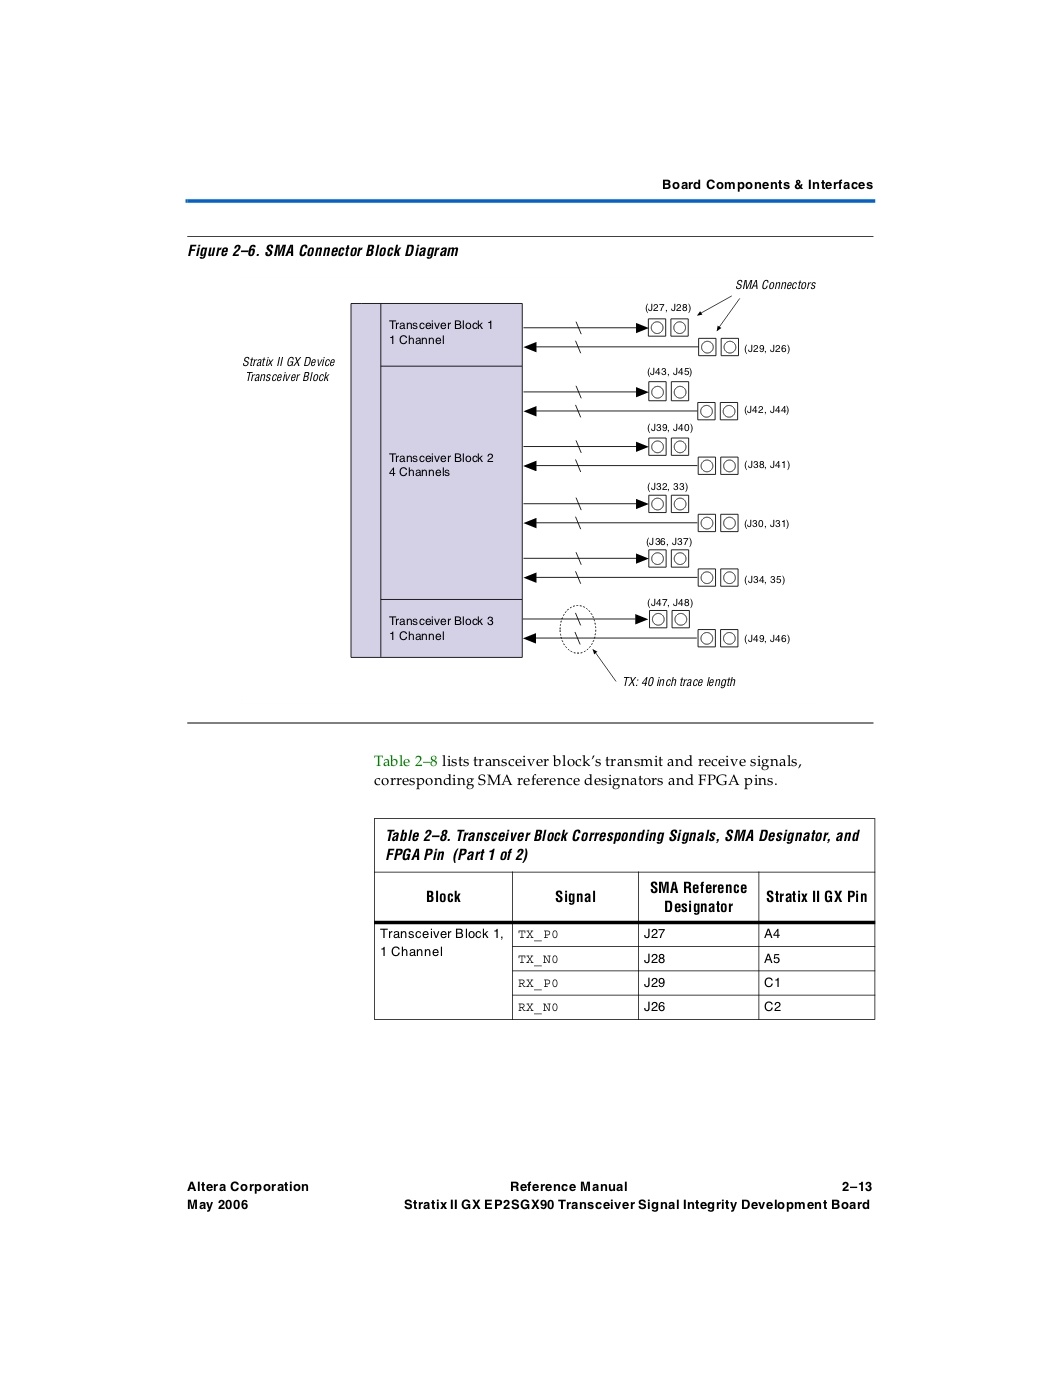 Board Components & Interfaces
Figure 2–6. SMA Connector Block Diagram
SMA Connectors
(J27, J28)
Transceiver Block 1
1 Channel
(J29, J26)
Stratix II GX Device
Transceiver Block
(J43, J45)
(J42, J44)
(J39, J40)
Transceiver Block 2
4 Channels
(J38, J41)
(J32, 33)
(J30, J31)
(J36, J37)
(J34, 35)
(J47, J48)
Transceiver Block 3
1 Channel
(J49, J46)
TX: 40 inch trace length
Table 2–8 lists transceiver block’s transmit and receive signals,
corresponding SMA reference designators and FPGA pins.
Table 2–8. Transceiver Block Corresponding Signals, SMA Designator, and
FPGA Pin (Part 1 of 2)
Block Signal SMA Reference Designator Stratix II GX Pin
Transceiver Block 1, 1 Channel TX_P0 J27 A4
TX_N0 J28 A5
RX_P0 J29 C1
RX_N0 J26 C2
Altera Corporation Reference Manual 2–13
May 2006 Stratix II GX EP2SGX90 Transceiver Signal Integrity Development Board